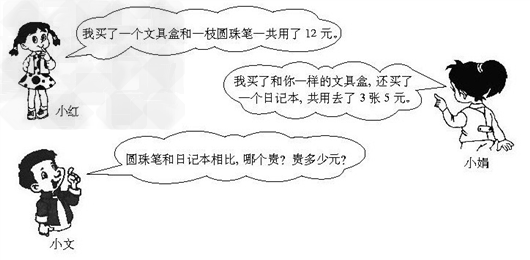 我买了一个文具盒和一枝圆珠笔一共用了 12 元。
小红
我买了和你一样的文具盒, 还买了
一个日记本, 共用去了 3 张 5 元。
小娟
圆珠笔和日记本相比, 哪个贵? 贵多少元?
小文